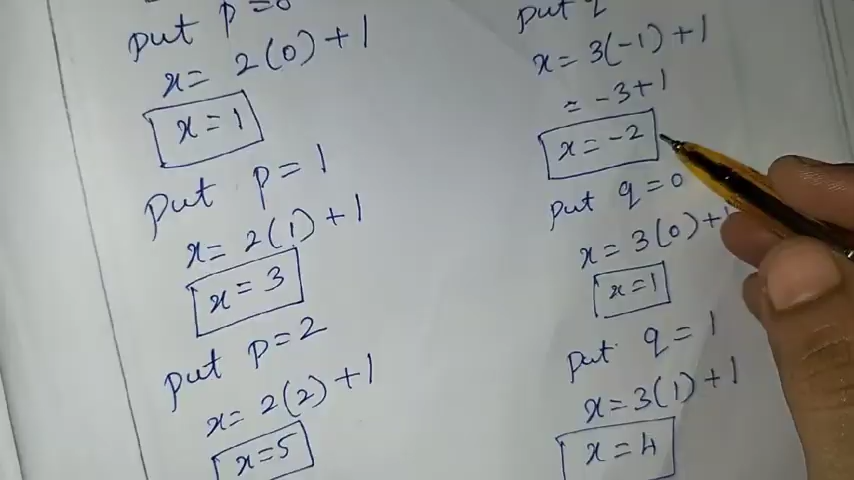 put p=0
x= 2(0)+1
x=1
put p=1
x= 2(1)+1
x=3
put p=2
x=2(2)+1
x=5
put q
x=3(-1)+1
= -3+1
x=-2
put q=0
x=3(0)+1
x=1
put q=1
x=3(1)+1
x=4